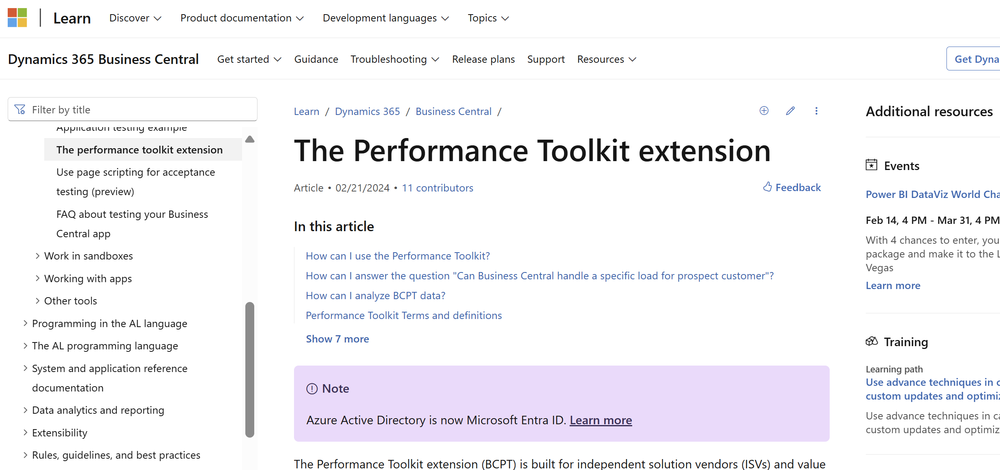 Learn
Discover
Product documentation
Development languages
Topics
Dynamics 365 Business Central
Get started
Guidance
Troubleshooting
Release plans
Support
Resources
Get Dyna
Filter by title
Application testing example
The performance toolkit extension
Use page scripting for acceptance
testing (preview)
FAQ about testing your Business
Central app
Work in sandboxes
Working with apps
Other tools
Programming in the AL language
The AL programming language
System and application reference
documentation
Data analytics and reporting
Extensibility
Rules, guidelines, and best practices
Learn / Dynamics 365 / Business Central /
The Performance Toolkit extension
Article • 02/21/2024 • 11 contributors
Feedback
In this article
How can I use the Performance Toolkit?
How can I answer the question "Can Business Central handle a specific load for prospect customer"?
How can I analyze BCPT data?
Performance Toolkit Terms and definitions
Show 7 more
Note
Azure Active Directory is now Microsoft Entra ID. Learn more
The Performance Toolkit extension (BCPT) is built for independent solution vendors (ISVs) and value
Additional resources
Events
Power BI DataViz World Cha
Feb 14, 4 PM - Mar 31, 4 PM
With 4 chances to enter, you
package and make it to the L
Vegas
Learn more
Training
Learning path
Use advance techniques in c
custom updates and optimiz
Use advance techniques in ca
custom updates and optimiz